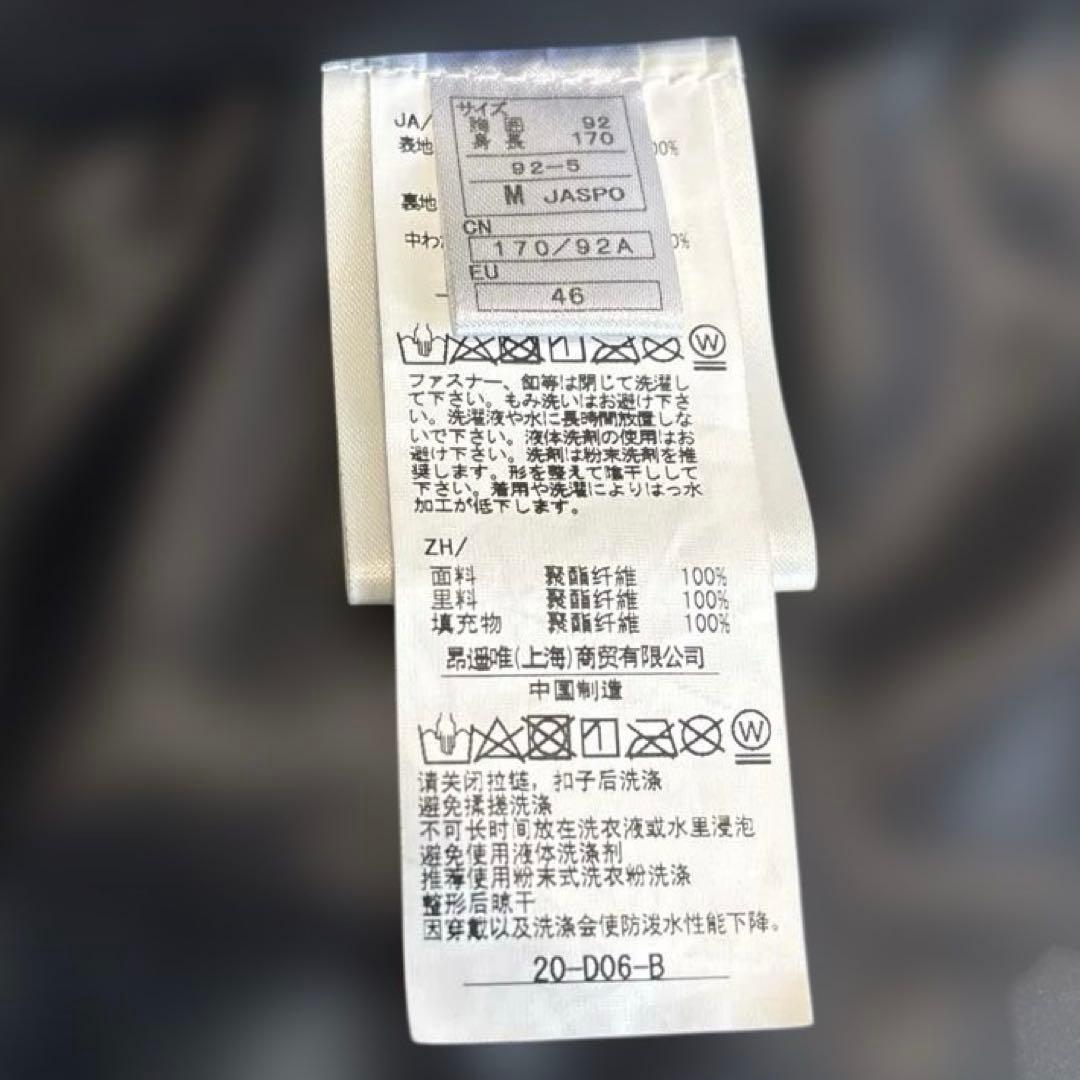 サイズ
胸囲 92
身長 170
92-5
M JASPO
CN
170/92A
EU
46
JA/
表地
00%
裏地
中わ
0%
W
ファスナー、釦等は閉じて洗濯し
て下さい。もみ洗いはお避け下さ
い。洗濯液や水に長時間放置しな
いで下さい。液体洗剤の使用はお
避け下さい。洗剤は粉末洗剤を推
奨します。形を整えて陰干しして
下さい。着用や洗濯によりはっ水
加工が低下します。
ZH/
面料 聚酯纤維 100%
里料 聚酯纤維 100%
填充物 聚酯纤維 100%
昂遥唯(上海)商贸有限公司
中国制造
W
请关闭拉链，扣子后洗涤
避免揉搓洗涤
不可长时间放在洗衣液或水里浸泡
避免使用液体洗涤剂
推荐使用粉末式洗衣粉洗涤
整形后晾干
因穿戴以及洗涤会使防泼水性能下降。
20-D06-B